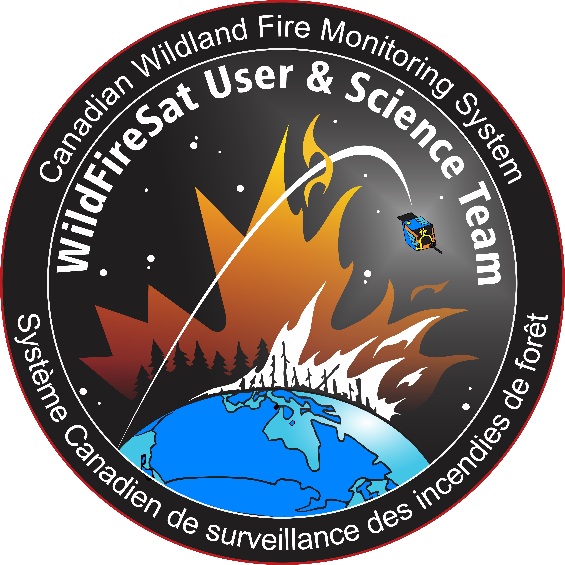 Canadian Wildland Fire Monitoring System
WildFireSat User & Science Team
Système Canadien de surveillance des incendies de forêt